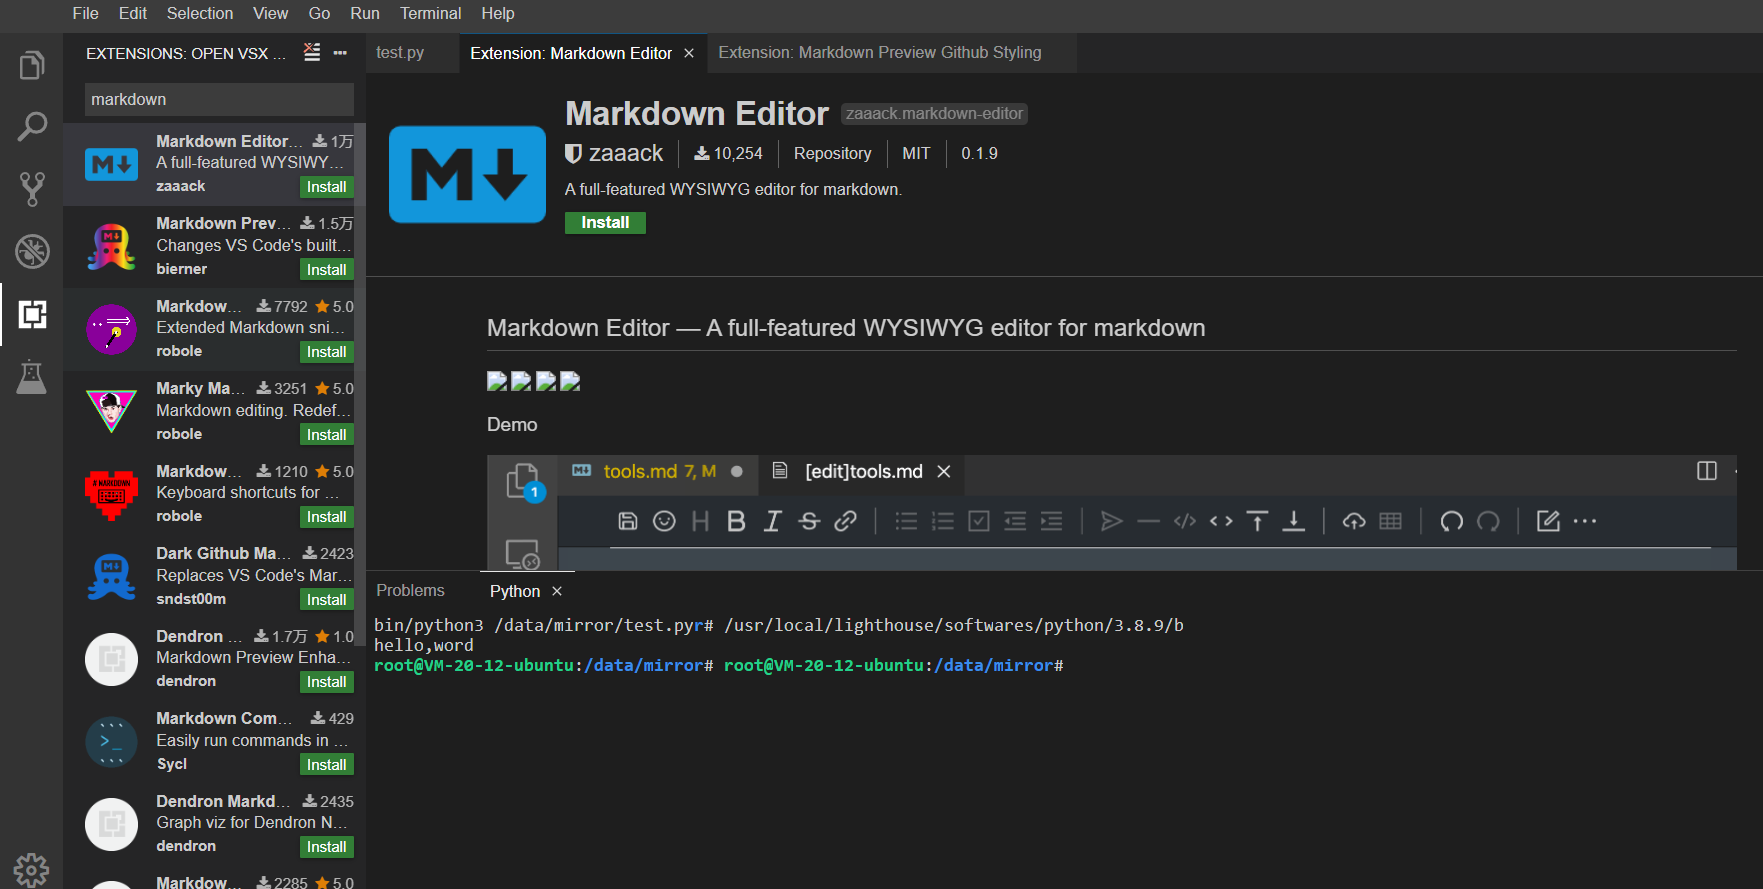 File Edit Selection View Go Run Terminal Help
EXTENSIONS: OPEN VSX ...
markdown
Markdown Editor... 1万
A full-featured WYSIWY...
zaaack Install
Markdown Prev... 1.5万
Changes VS Code's built...
bierner Install
Markdow... 7792 5.0
Extended Markdown sni...
robole Install
Marky Ma... 3251 5.0
Markdown editing. Redef...
robole Install
Markdow... 1210 5.0
Keyboard shortcuts for ...
robole Install
Dark Github Ma... 2423
Replaces VS Code's Mar...
sndst00m Install
Dendron ... 1.7万 1.0
Markdown Preview Enha...
dendron Install
Markdown Com... 429
Easily run commands in ...
Sycl Install
Dendron Markd... 2435
Graph viz for Dendron N...
dendron Install
Markdow... 2285 5.0
test.py Extension: Markdown Editor Extension: Markdown Preview Github Styling
Markdown Editor zaaack.markdown-editor
zaaack 10,254 Repository MIT 0.1.9
A full-featured WYSIWYG editor for markdown.
Install
Markdown Editor — A full-featured WYSIWYG editor for markdown
Demo
tools.md 7, M [edit]tools.md
1
Problems Python
bin/python3 /data/mirror/test.pyr# /usr/local/lighthouse/softwares/python/3.8.9/b
hello,word
root@VM-20-12-ubuntu:/data/mirror# root@VM-20-12-ubuntu:/data/mirror#